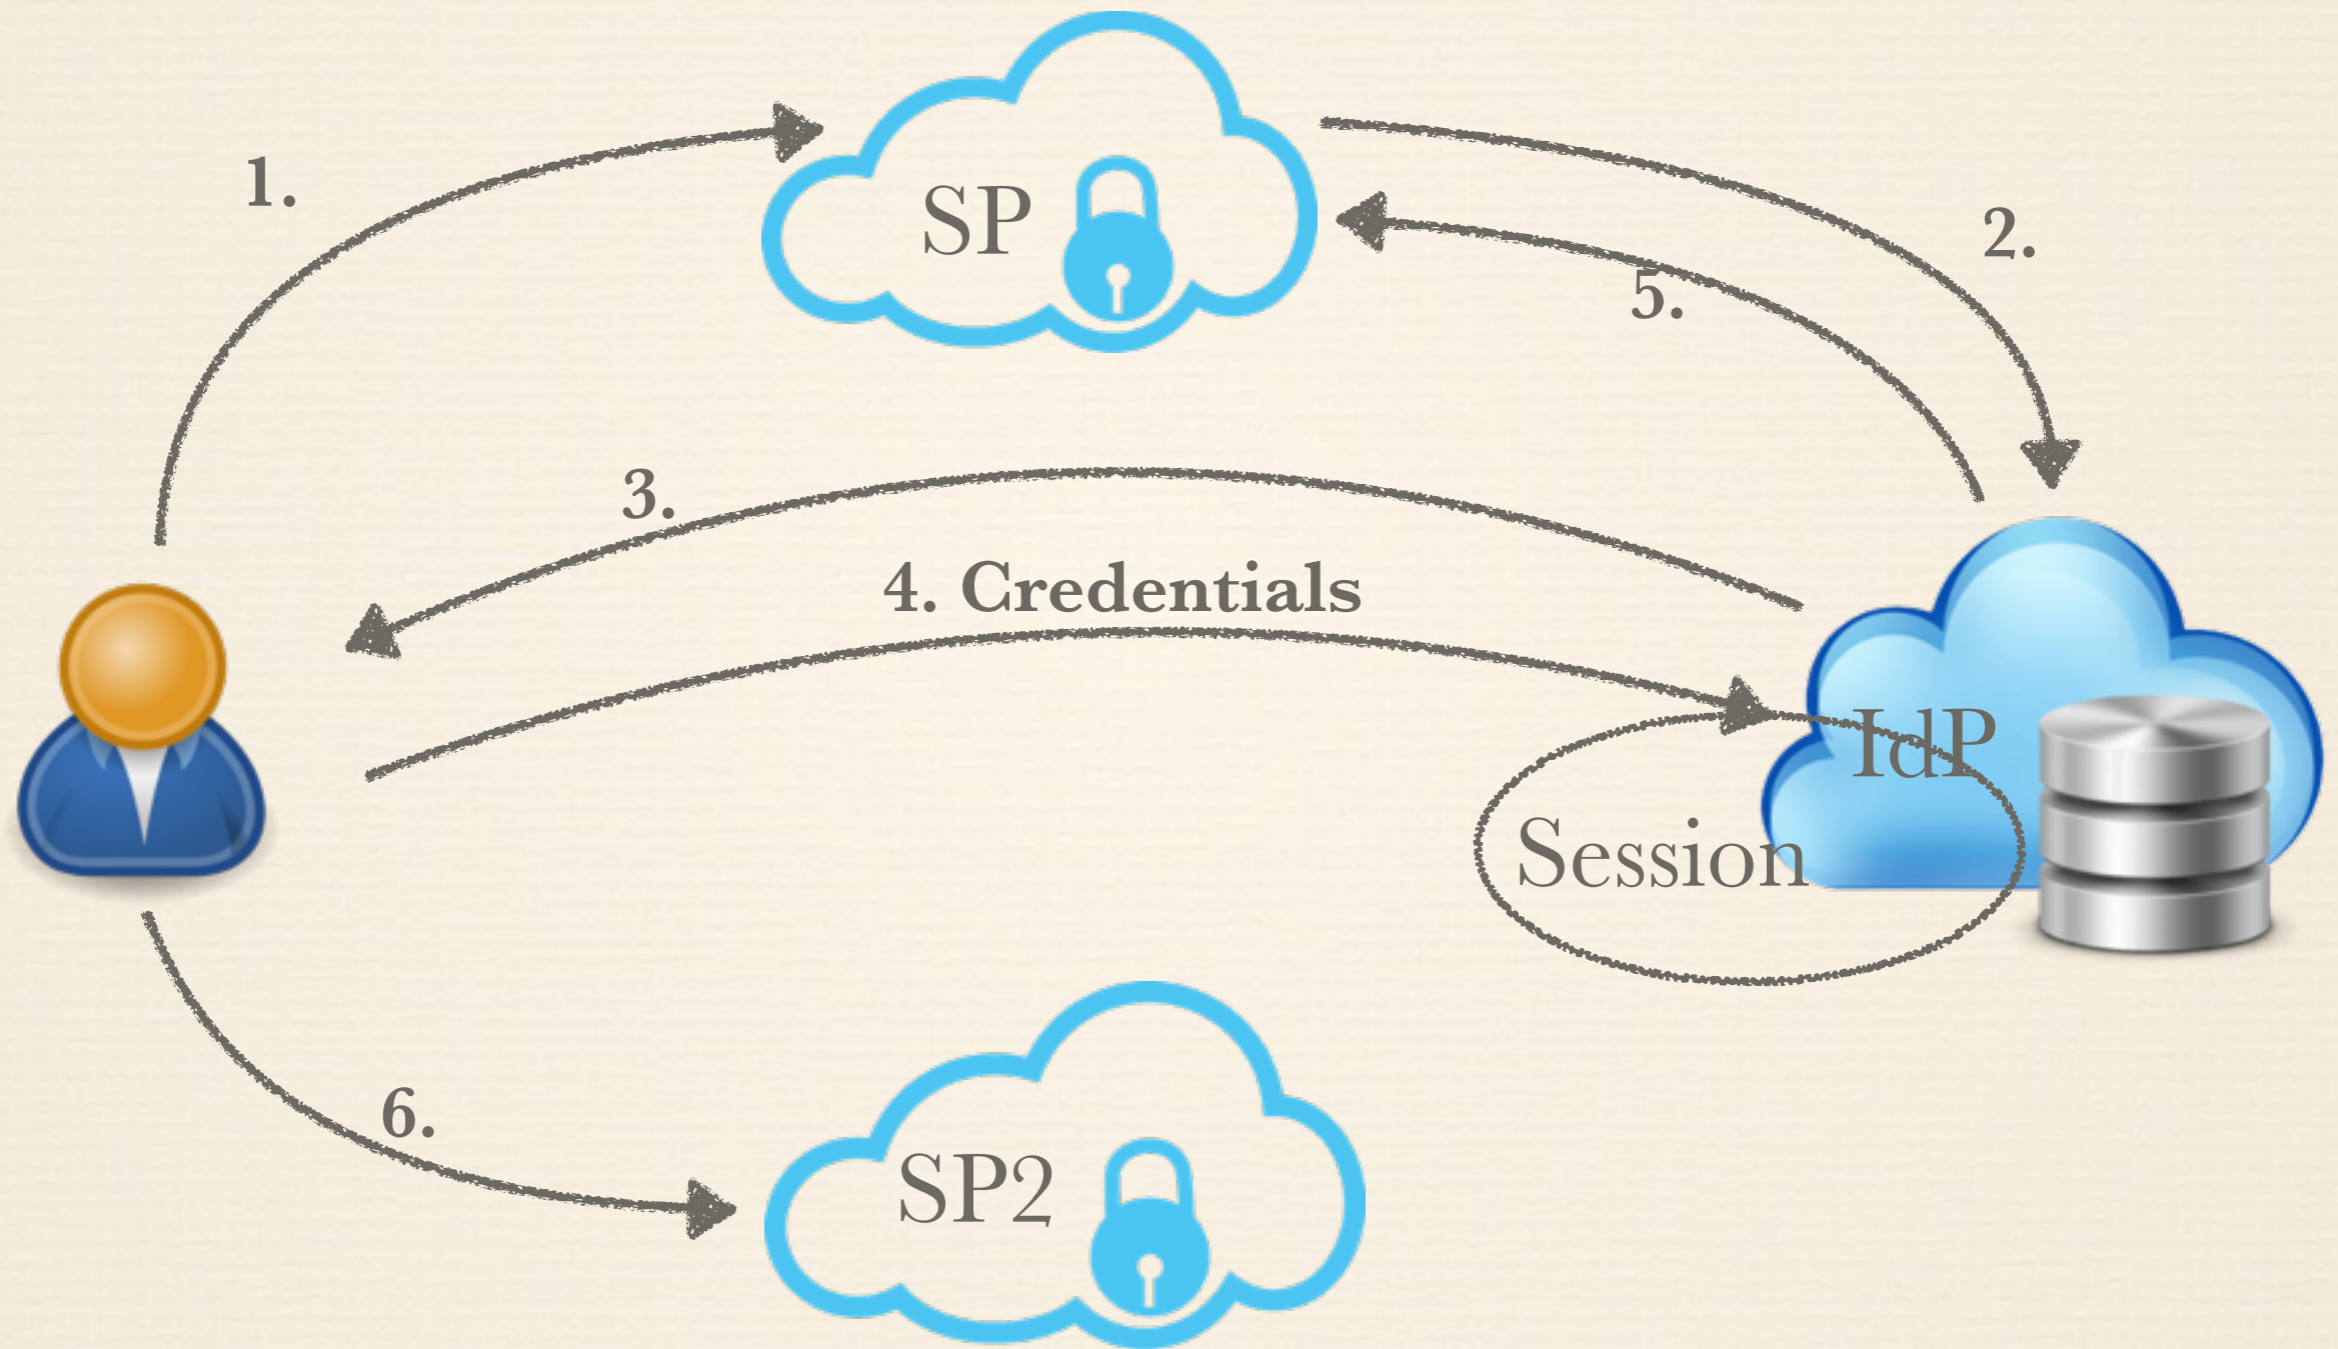 1.
SP
2.
5.
3.
4. Credentials
IdP
Session
6.
SP2